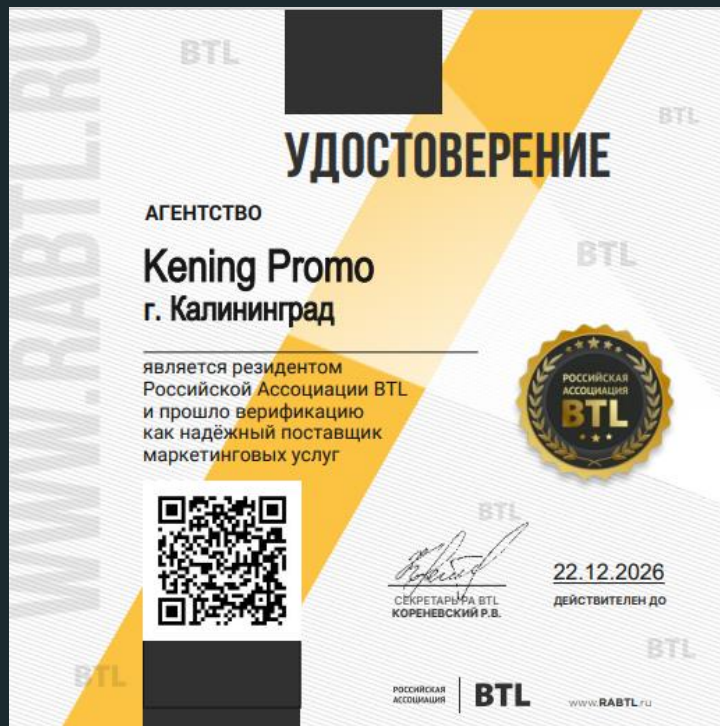 WWW.RABTL.RU
BTL
BTL
УДОСТОВЕРЕНИЕ
АГЕНТСТВО
Kening Promo
г. Калининград
BTL
является резидентом
Российской Ассоциации BTL
и прошло верификацию
как надёжный поставщик
маркетинговых услуг
РОССИЙСКАЯ
АССОЦИАЦИЯ
BTL
BTL
22.12.2026
СЕКРЕТАРЬ РА BTL
КОРЕНЕВСКИЙ Р.В.
ДЕЙСТВИТЕЛЕН ДО
BTL
BTL
РОССИЙСКАЯ
АССОЦИАЦИЯ
BTL
www.RABTL.ru